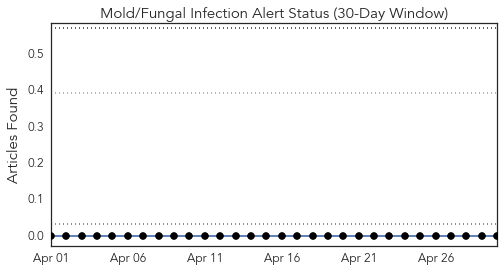 Mold/Fungal Infection Alert Status (30-Day Window)
Articles Found
0.5
0.4
0.3
0.2
0.1
0.0
Apr 01 Apr 06 Apr 11 Apr 16 Apr 21 Apr 26